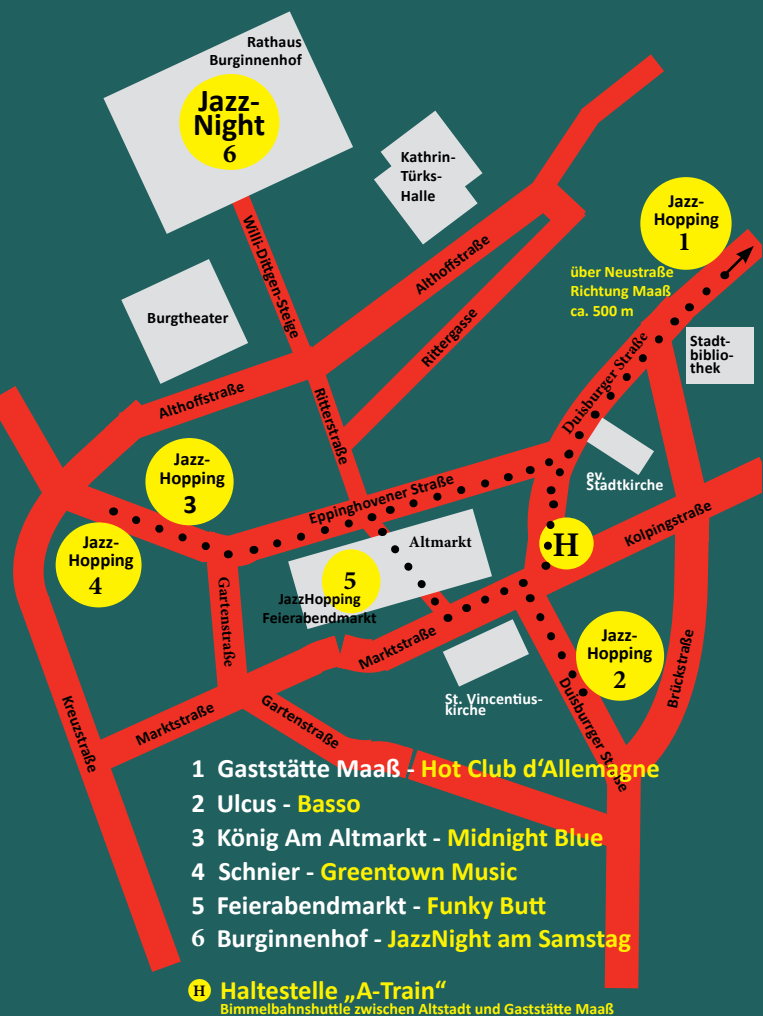 Rathaus
Burginnenhof
Jazz-
Night
6
Kathrin-
Türks-
Halle
Jazz-
Hopping
1
Willi-Dittgen-Steige
Althoffstraße
über Neustraße
Richtung Maaß
ca. 500 m
Burgtheater
Rittergasse
Duisburger Straße
Stadt-
biblio-
thek
Althoffstraße
Ritterstraße
Jazz-
Hopping
3
Eppinghovener Straße
ev.
Stadtkirche
Kolpingstraße
Jazz-
Hopping
4
Altmarkt
H
5
JazzHopping
Feierabendmarkt
Gartenstraße
Marktstraße
Jazz-
Hopping
2
Brückstraße
St. Vincentius-
kirche
Duisburrger Straße
Kreuzstraße
Marktstraße
Gartenstraße
1 Gaststätte Maaß - Hot Club d‘Allemagne
2 Ulcus - Basso
3 König Am Altmarkt - Midnight Blue
4 Schnier - Greentown Music
5 Feierabendmarkt - Funky Butt
6 Burginnenhof - JazzNight am Samstag
H Haltestelle „A-Train“
Bimmelbahnshuttle zwischen Altstadt und Gaststätte Maaß